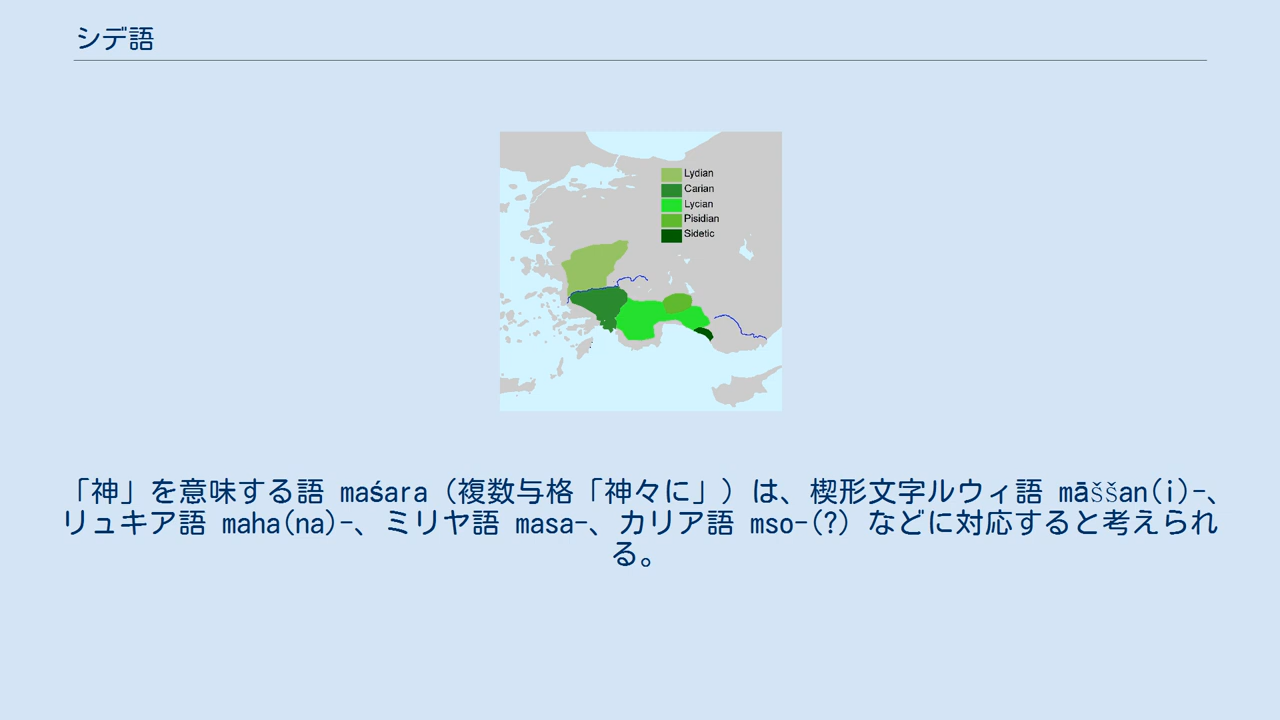 シデ語
Lydian
Carian
Lycian
Pisidian
Sidetic
「神」を意味する語 maśara（複数与格「神々に」）は、楔形文字ルウィ語 māššan(i)-、
リュキア語 maha(na)-、ミリヤ語 masa-、カリア語 mso-(?) などに対応すると考えられ
る。